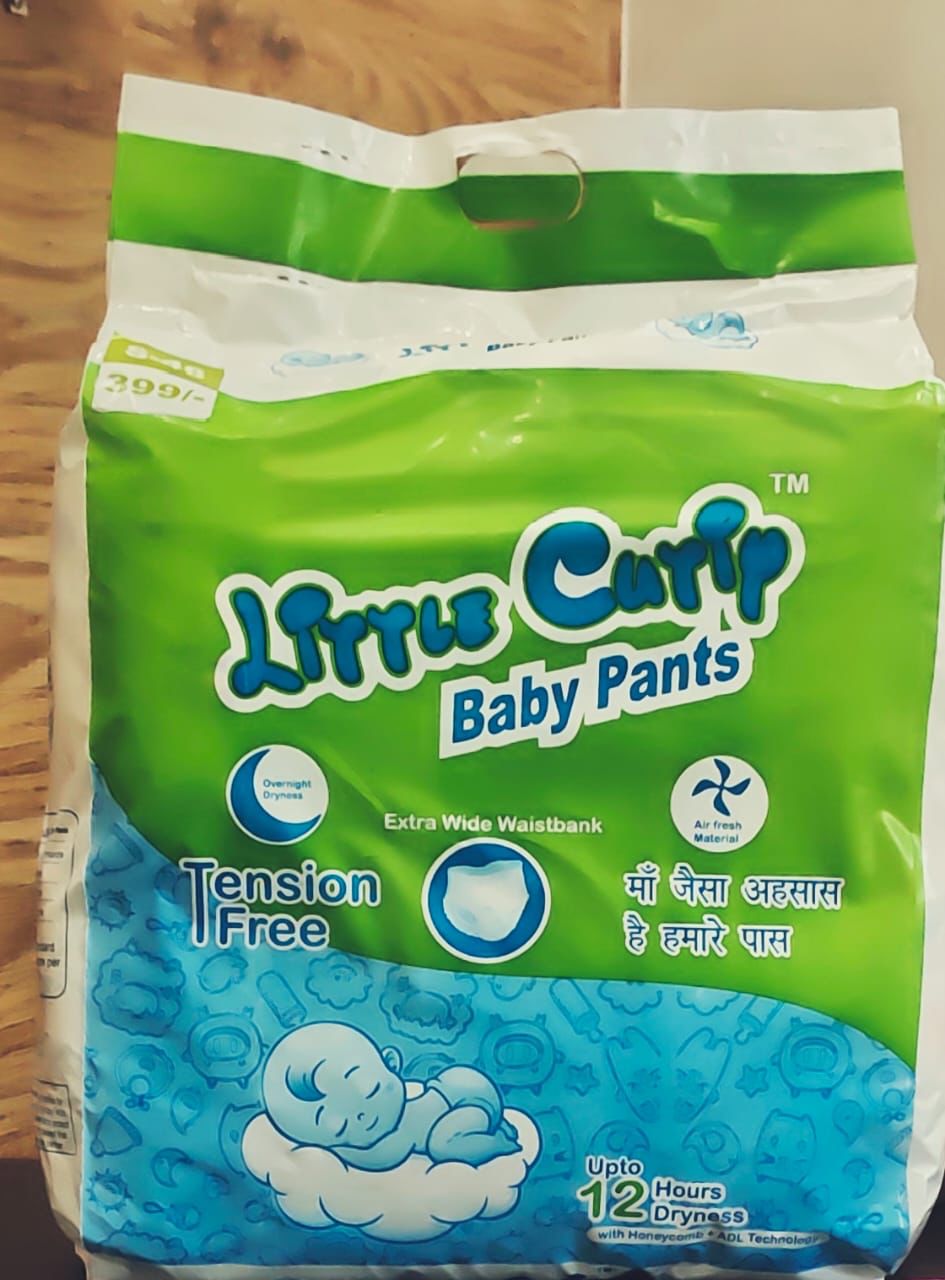 399/-
TM
Little Curly
Baby Pants
Overnight
Dryness
Air fresh
Material
Extra Wide Waistbank
Tension
Free
माँ जैसा अहसास
है हमारे पास
Upto
12 Hours
Dryness
with Honeycomb + ADL Technology